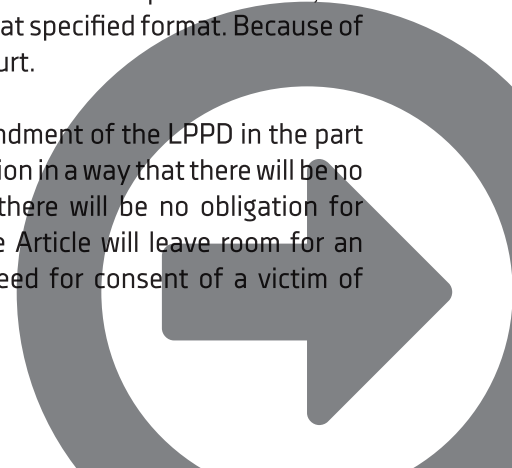 at specified format. Because of
urt.
ndment of the LPPD in the part
ion in a way that there will be no
there will be no obligation for
e Article will leave room for an
eed for consent of a victim of